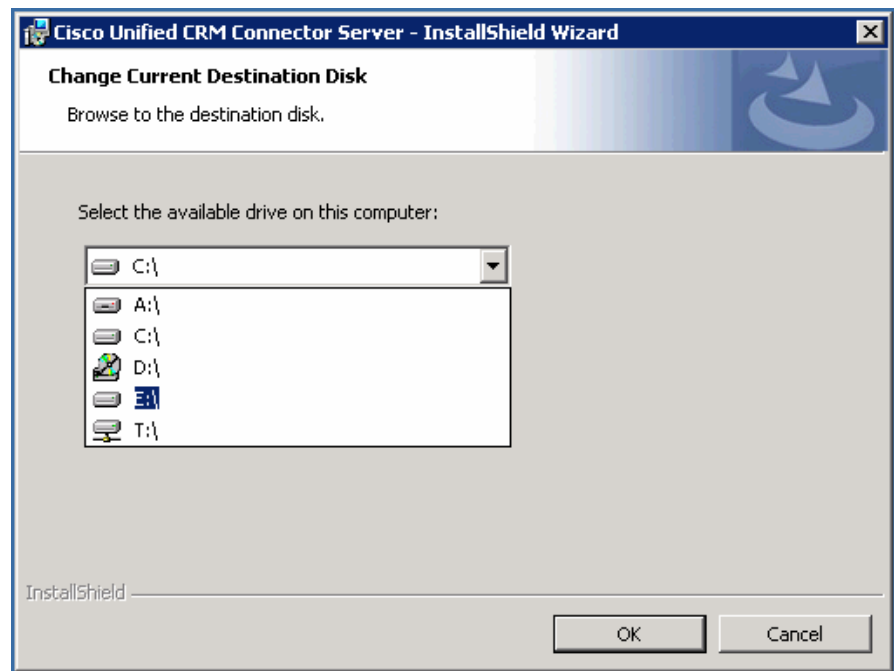 Cisco Unified CRM Connector Server - InstallShield Wizard
Change Current Destination Disk
Browse to the destination disk.
Select the available drive on this computer:
C:\
A:\
C:\
D:\
E:\
T:\
InstallShield
OK
Cancel